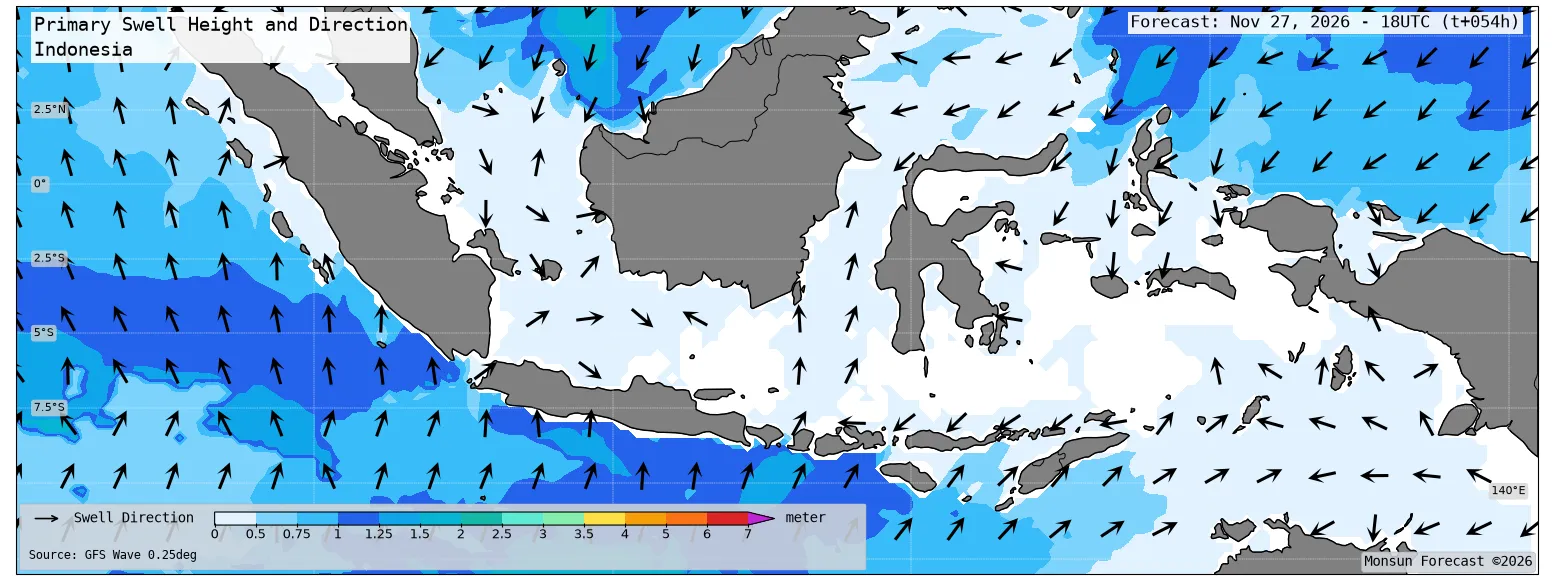 Primary Swell Height and Direction
Indonesia
Forecast: Nov 27, 2026 - 18UTC (t+054h)
2.5°N
0°
2.5°S
5°S
7.5°S
140°E
Swell Direction
0 0.5 0.75 1 1.25 1.5 2 2.5 3 3.5 4 5 6 7
meter
Source: GFS Wave 0.25deg
Monsun Forecast ©2026